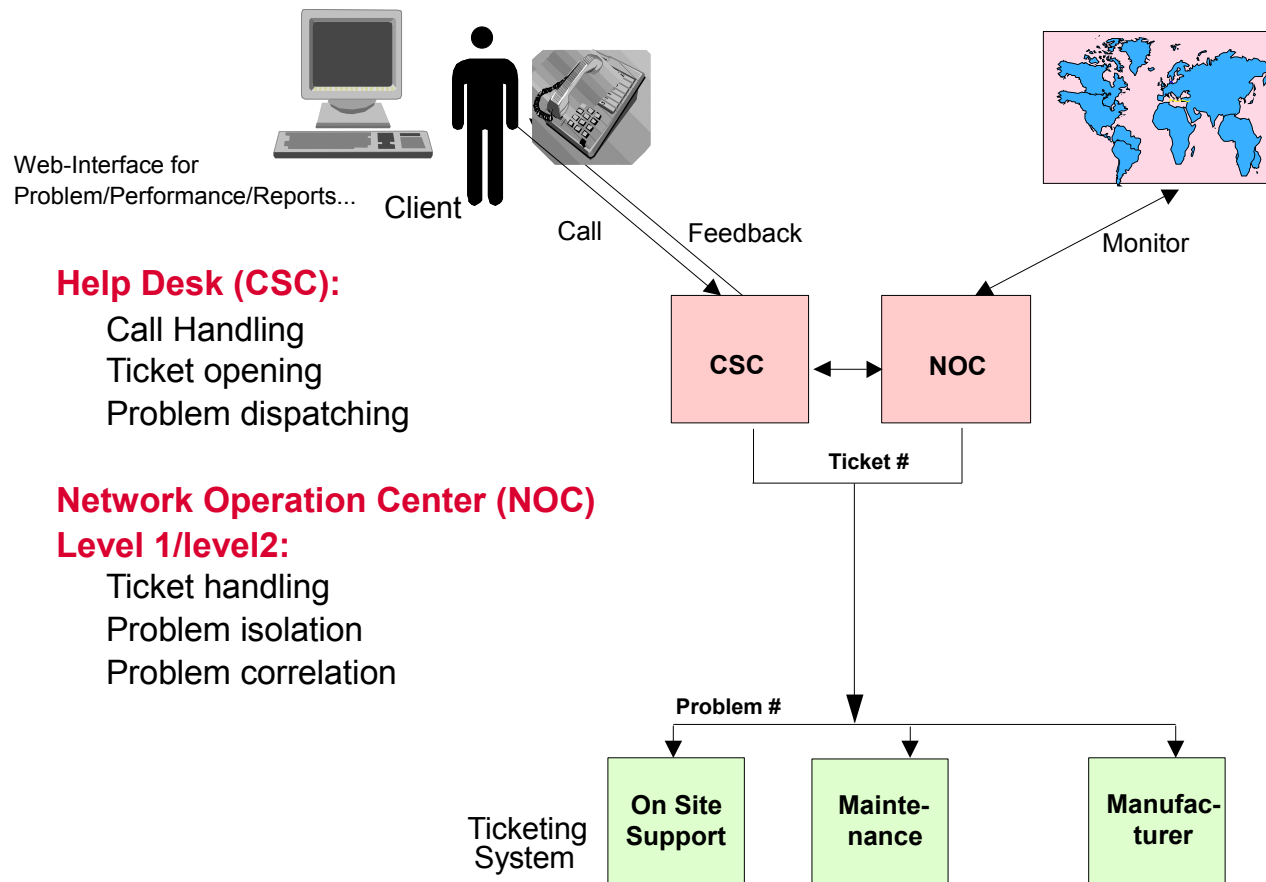 Web-Interface for
Problem/Performance/Reports...
Client
Call
Feedback
Monitor
Help Desk (CSC):
Call Handling
Ticket opening
Problem dispatching
CSC
NOC
Ticket #
Network Operation Center (NOC)
Level 1/level2:
Ticket handling
Problem isolation
Problem correlation
Problem #
Ticketing
System
On Site
Support
Mainte-
nance
Manufac-
turer